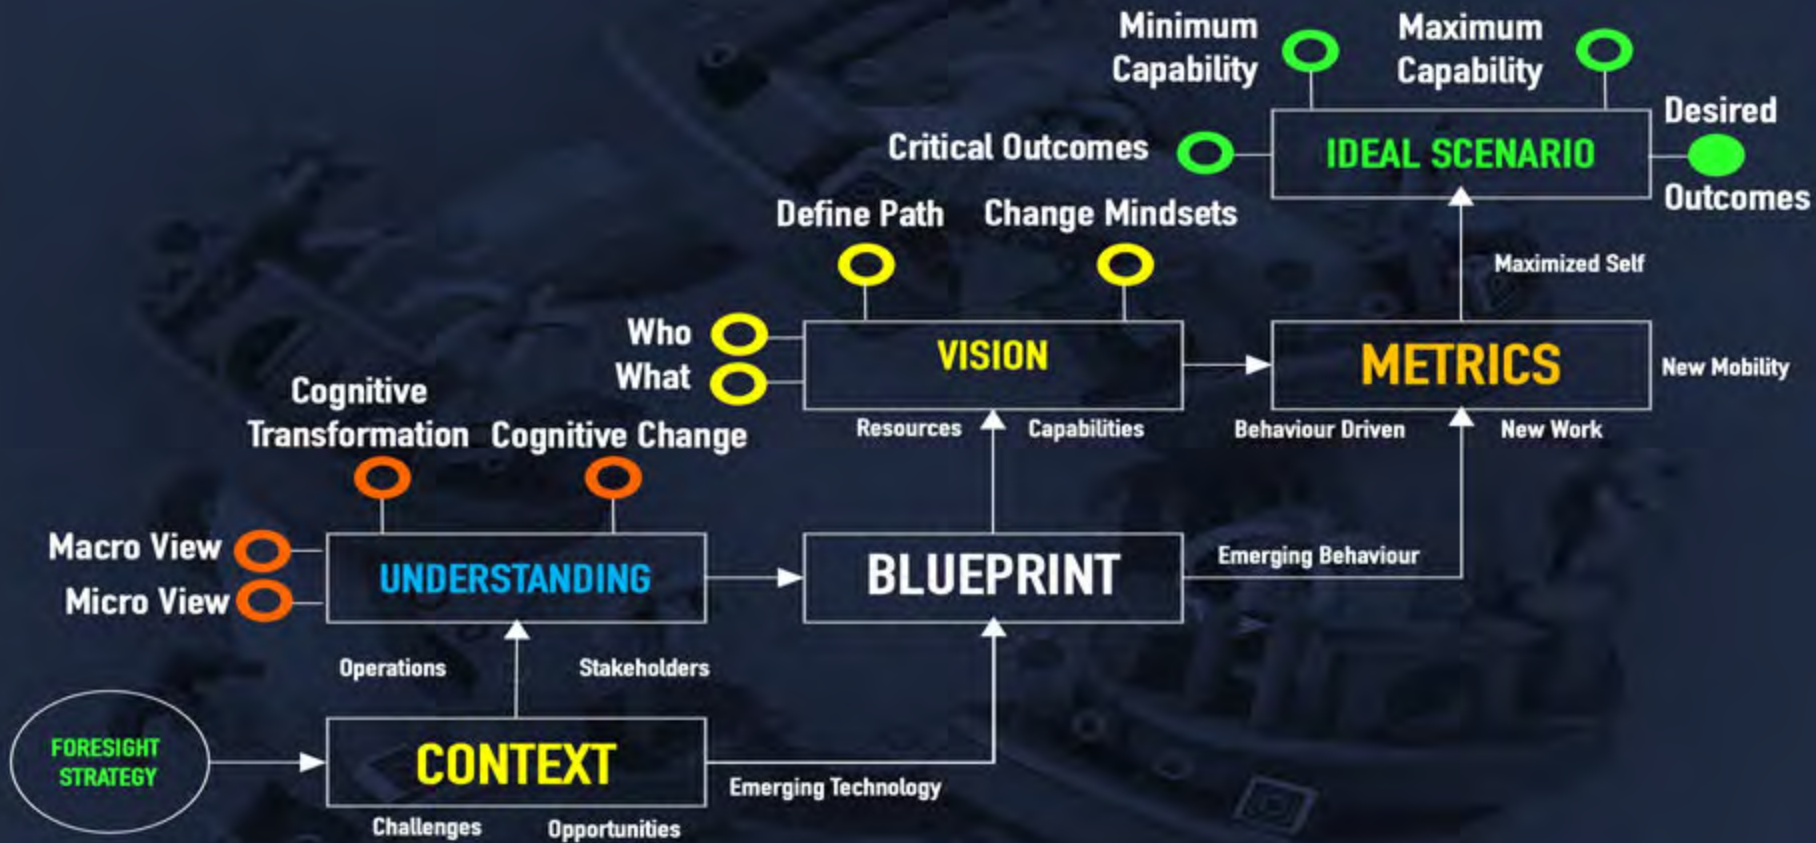 Minimum
Capability
Maximum
Capability
Desired
Critical Outcomes
IDEAL SCENARIO
Outcomes
Define Path
Change Mindsets
Maximized Self
Who
What
VISION
METRICS
New Mobility
Cognitive
Transformation
Cognitive Change
Resources
Capabilities
Behaviour Driven
New Work
Macro View
Micro View
UNDERSTANDING
BLUEPRINT
Emerging Behaviour
Operations
Stakeholders
FORESIGHT
STRATEGY
CONTEXT
Emerging Technology
Challenges
Opportunities